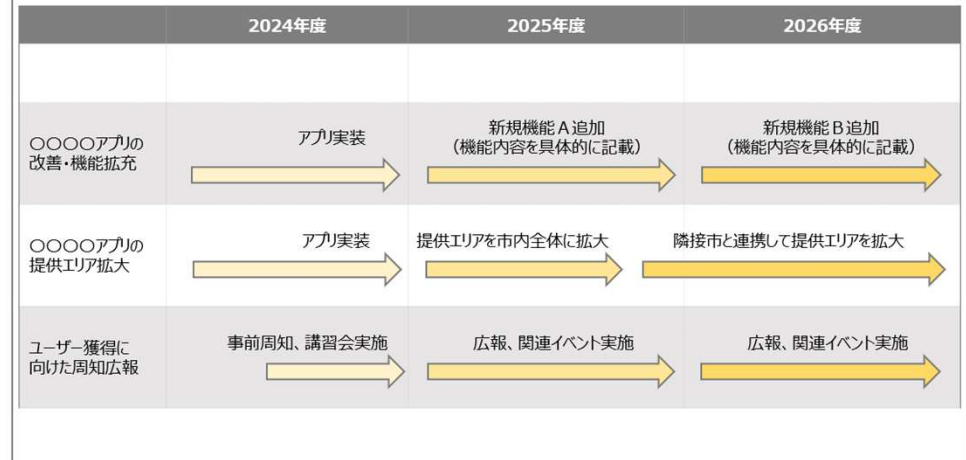 2024年度 2025年度 2026年度
〇〇〇〇アプリの
改善・機能拡充
アプリ実装
新規機能A追加
(機能内容を具体的に記載)
新規機能B追加
(機能内容を具体的に記載)
〇〇〇〇アプリの
提供エリア拡大
アプリ実装
提供エリアを市内全体に拡大
隣接市と連携して提供エリアを拡大
ユーザー獲得に
向けた周知広報
事前周知、講習会実施
広報、関連イベント実施
広報、関連イベント実施